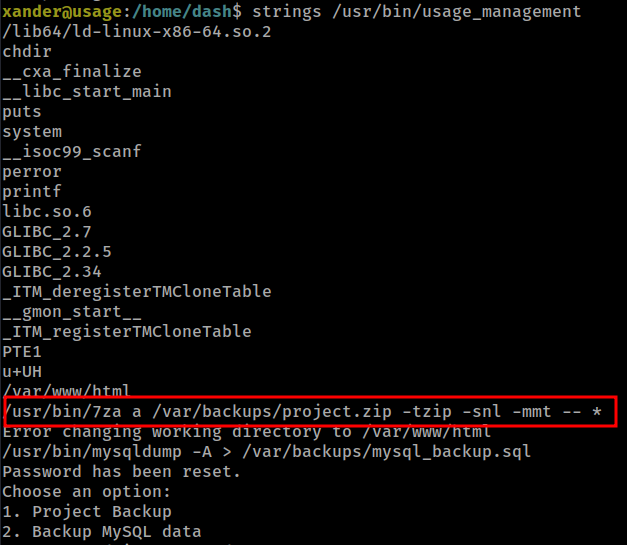 xander@usage:/home/dash$ strings /usr/bin/usage_management
/lib64/ld-linux-x86-64.so.2
chdir
__cxa_finalize
__libc_start_main
puts
system
__isoc99_scanf
perror
printf
libc.so.6
GLIBC_2.7
GLIBC_2.2.5
GLIBC_2.34
_ITM_deregisterTMCloneTable
__gmon_start__
_ITM_registerTMCloneTable
PTE1
u+UH
/var/www/html
/usr/bin/7za a /var/backups/project.zip -tzip -snl -mmt -- *
Error changing working directory to /var/www/html
/usr/bin/mysqldump -A > /var/backups/mysql_backup.sql
Password has been reset.
Choose an option:
1. Project Backup
2. Backup MySQL data